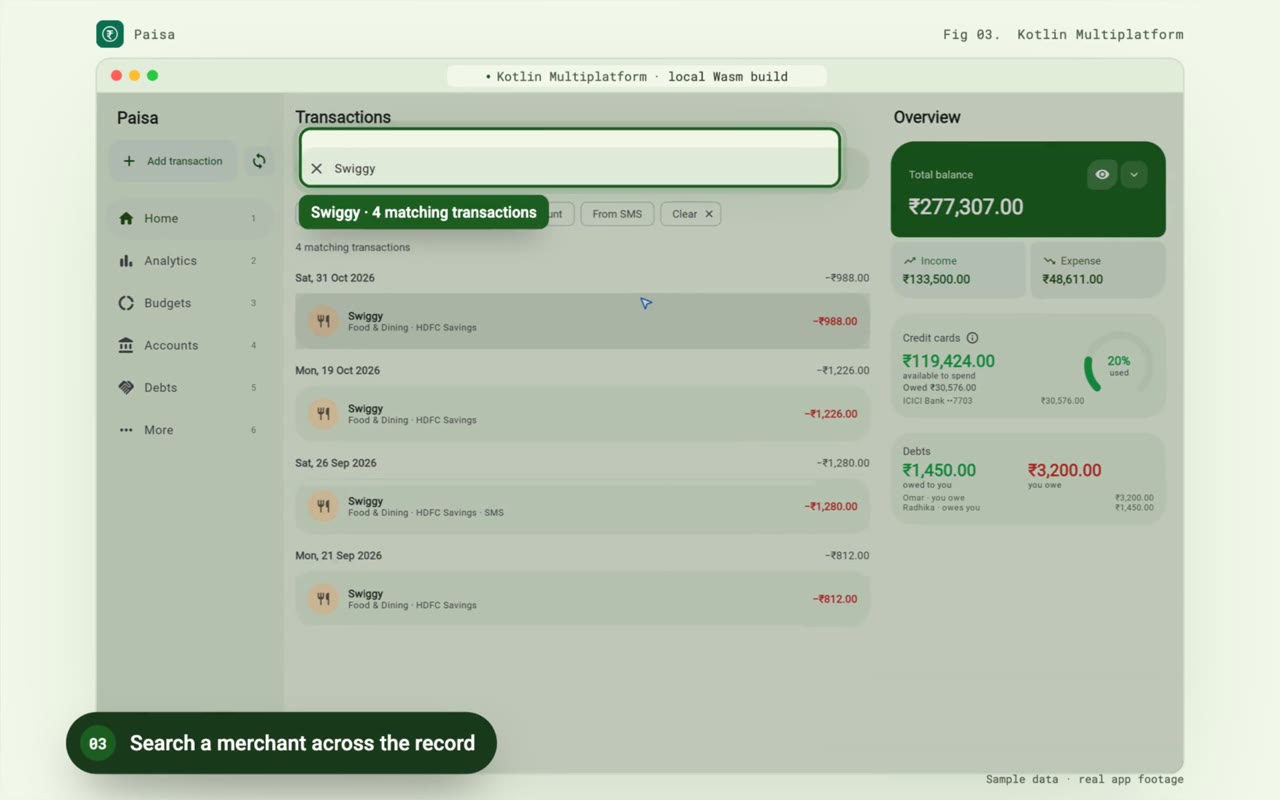 Paisa
Fig 03. Kotlin Multiplatform
• Kotlin Multiplatform · local Wasm build
Paisa
Add transaction
Home 1
Analytics 2
Budgets 3
Accounts 4
Debts 5
More 6
Transactions
Swiggy
Swiggy · 4 matching transactions
From SMS
Clear
4 matching transactions
Sat, 31 Oct 2026 −₹988.00
Swiggy
Food & Dining · HDFC Savings
−₹988.00
Mon, 19 Oct 2026 −₹1,226.00
Swiggy
Food & Dining · HDFC Savings
−₹1,226.00
Sat, 26 Sep 2026 −₹1,280.00
Swiggy
Food & Dining · HDFC Savings · SMS
−₹1,280.00
Mon, 21 Sep 2026 −₹812.00
Swiggy
Food & Dining · HDFC Savings
−₹812.00
Overview
Total balance
₹277,307.00
Income
₹133,500.00
Expense
₹48,611.00
Credit cards
₹119,424.00
available to spend
Owed ₹30,576.00
ICICI Bank ··7703 ₹30,576.00
20%
used
Debts
₹1,450.00
owed to you
₹3,200.00
you owe
Omar · you owe ₹3,200.00
Radhika · owes you ₹1,450.00
03 Search a merchant across the record
Sample data · real app footage